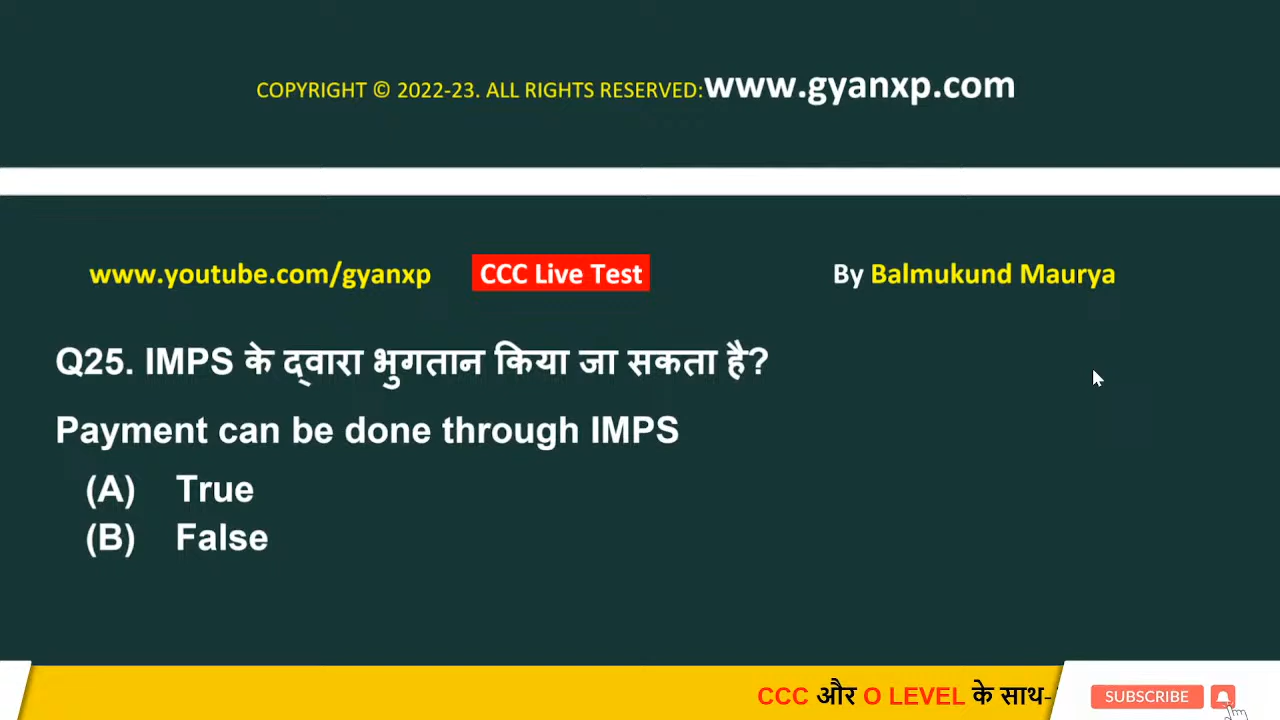 COPYRIGHT © 2022-23. ALL RIGHTS RESERVED:www.gyanxp.com
www.youtube.com/gyanxp CCC Live Test By Balmukund Maurya
Q25. IMPS के द्वारा भुगतान किया जा सकता है?
Payment can be done through IMPS
(A) True
(B) False
CCC और O LEVEL के साथ-
SUBSCRIBE